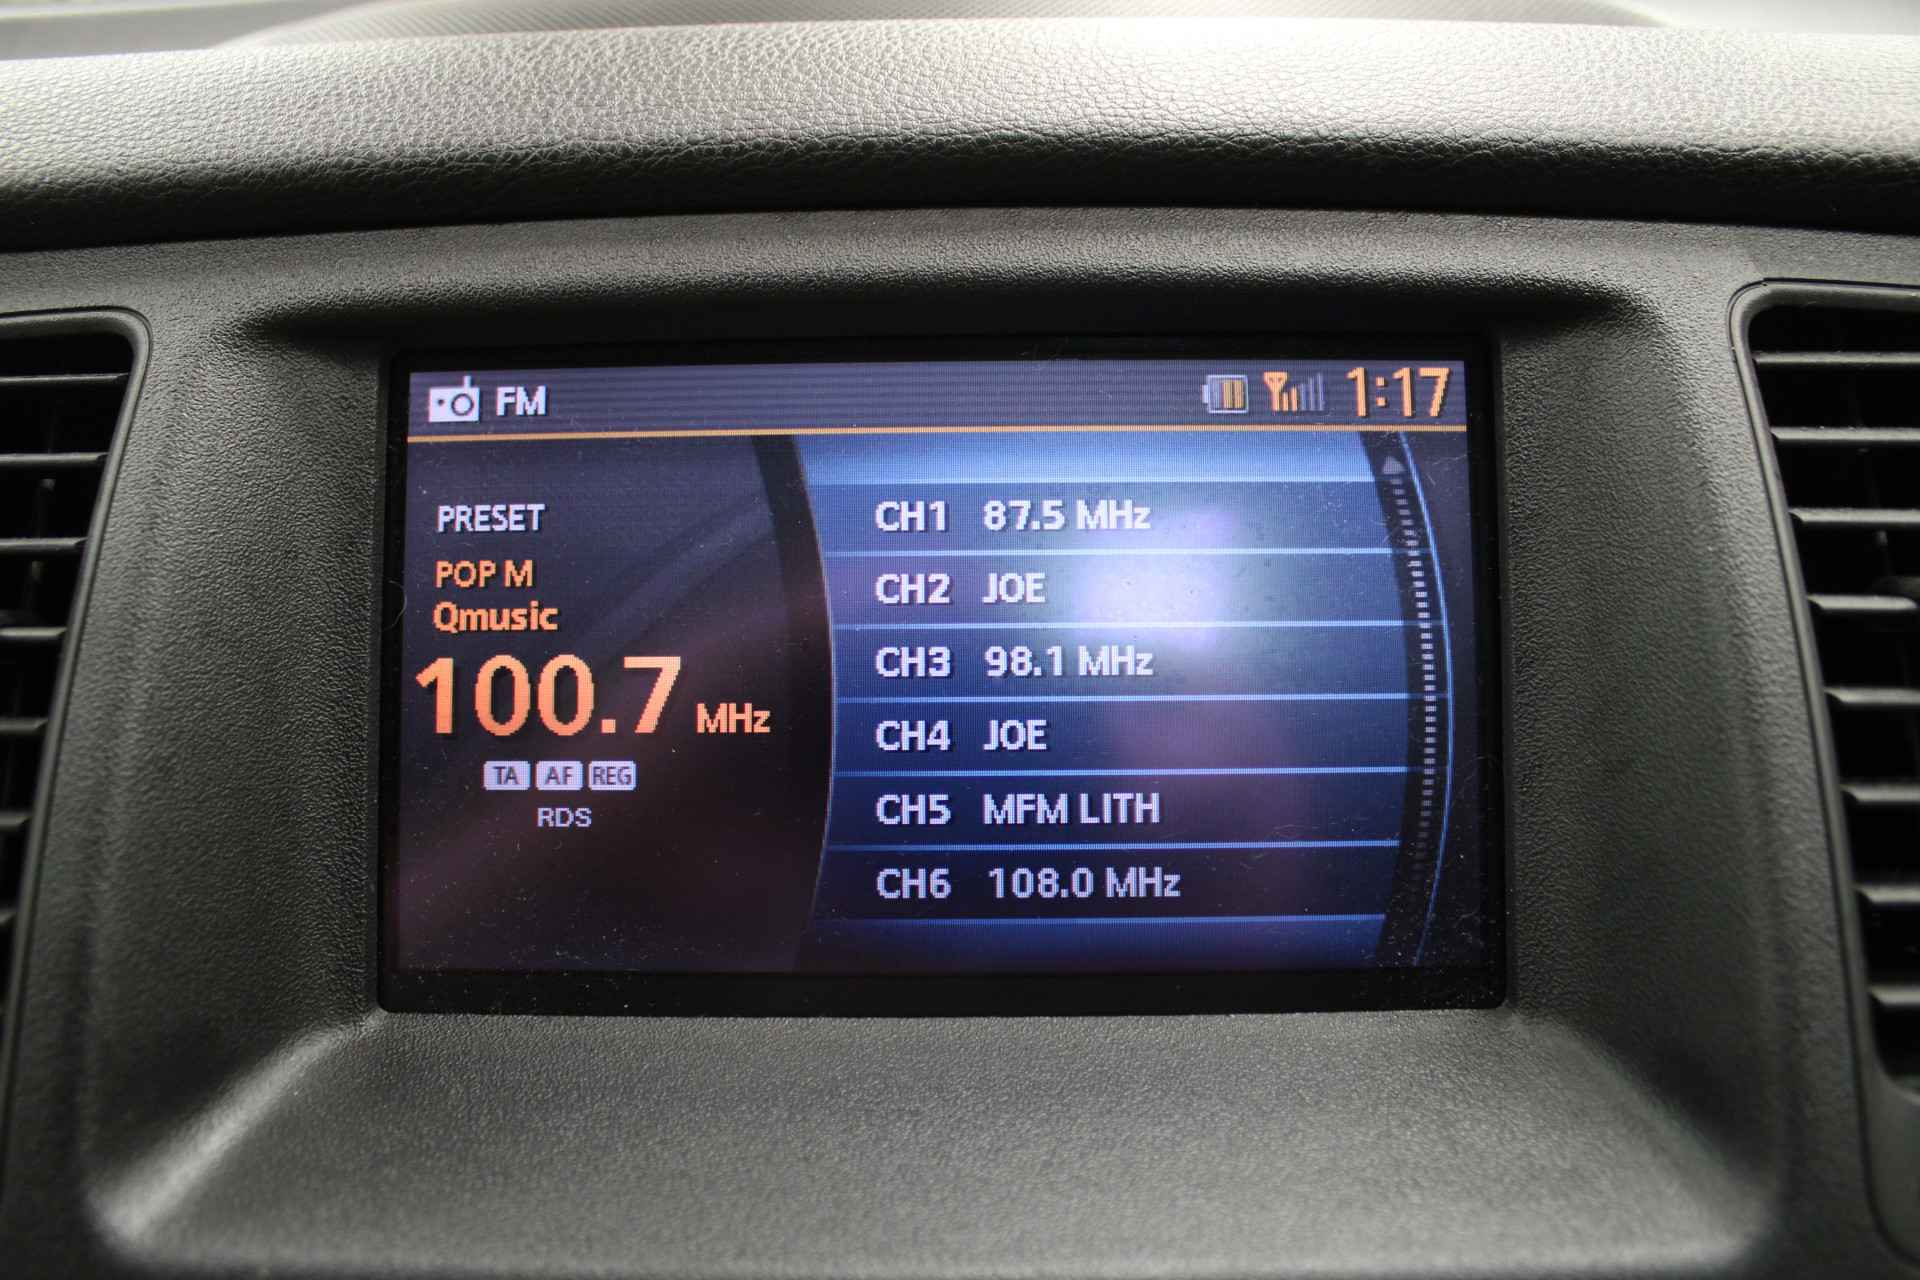 FM
1:17
PRESET
POP M
Qmusic
100.7 MHz
TA AF REG
RDS
CH1 87.5 MHz
CH2 JOE
CH3 98.1 MHz
CH4 JOE
CH5 MFM LITH
CH6 108.0 MHz